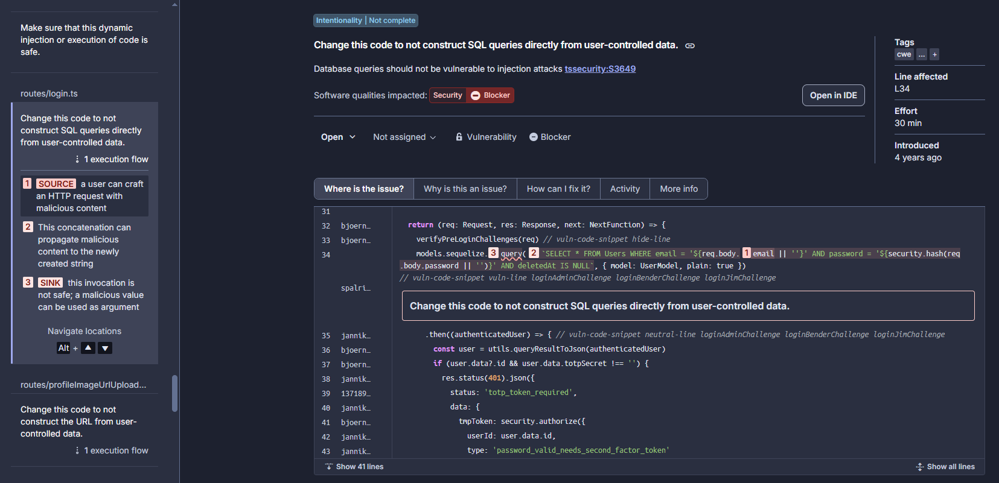 Make sure that this dynamic
injection or execution of code is
safe.
routes/login.ts
Change this code to not
construct SQL queries directly
from user-controlled data.
1 execution flow
1 SOURCE a user can craft
an HTTP request with
malicious content
2 This concatenation can
propagate malicious
content to the newly
created string
3 SINK this invocation is
not safe; a malicious value
can be used as argument
Navigate locations
Alt + ▲ ▼
routes/profileImageUrlUpload...
Change this code to not
construct the URL from user-
controlled data.
1 execution flow
Intentionality | Not complete
Change this code to not construct SQL queries directly from user-controlled data.
Database queries should not be vulnerable to injection attacks tssecurity:S3649
Software qualities impacted: Security Blocker
Open in IDE
Open Not assigned Vulnerability Blocker
Tags
cwe ... +
Line affected
L34
Effort
30 min
Introduced
4 years ago
Where is the issue? Why is this an issue? How can I fix it? Activity More info
31
32 bjoern… return (req: Request, res: Response, next: NextFunction) => {
33 bjoern… verifyPreLoginChallenges(req) // vuln-code-snippet hide-line
34 models.sequelize. 3 query( 2 `SELECT * FROM Users WHERE email = '${req.body. 1 email || ''}' AND password = '${security.hash(req
.body.password || '')}' AND deletedAt IS NULL`, { model: UserModel, plain: true })
// vuln-code-snippet vuln-line loginAdminChallenge loginBenderChallenge loginJimChallenge
spalri…
Change this code to not construct SQL queries directly from user-controlled data.
35 jannik… .then((authenticatedUser) => { // vuln-code-snippet neutral-line loginAdminChallenge loginBenderChallenge loginJimChallenge
36 bjoern… const user = utils.queryResultToJson(authenticatedUser)
37 bjoern… if (user.data?.id && user.data.totpSecret !== '') {
38 jannik… res.status(401).json({
39 137189… status: 'totp_token_required',
40 jannik… data: {
41 bjoern… tmpToken: security.authorize({
42 jannik… userId: user.data.id,
43 jannik… type: 'password_valid_needs_second_factor_token'
Show 41 lines Show all lines